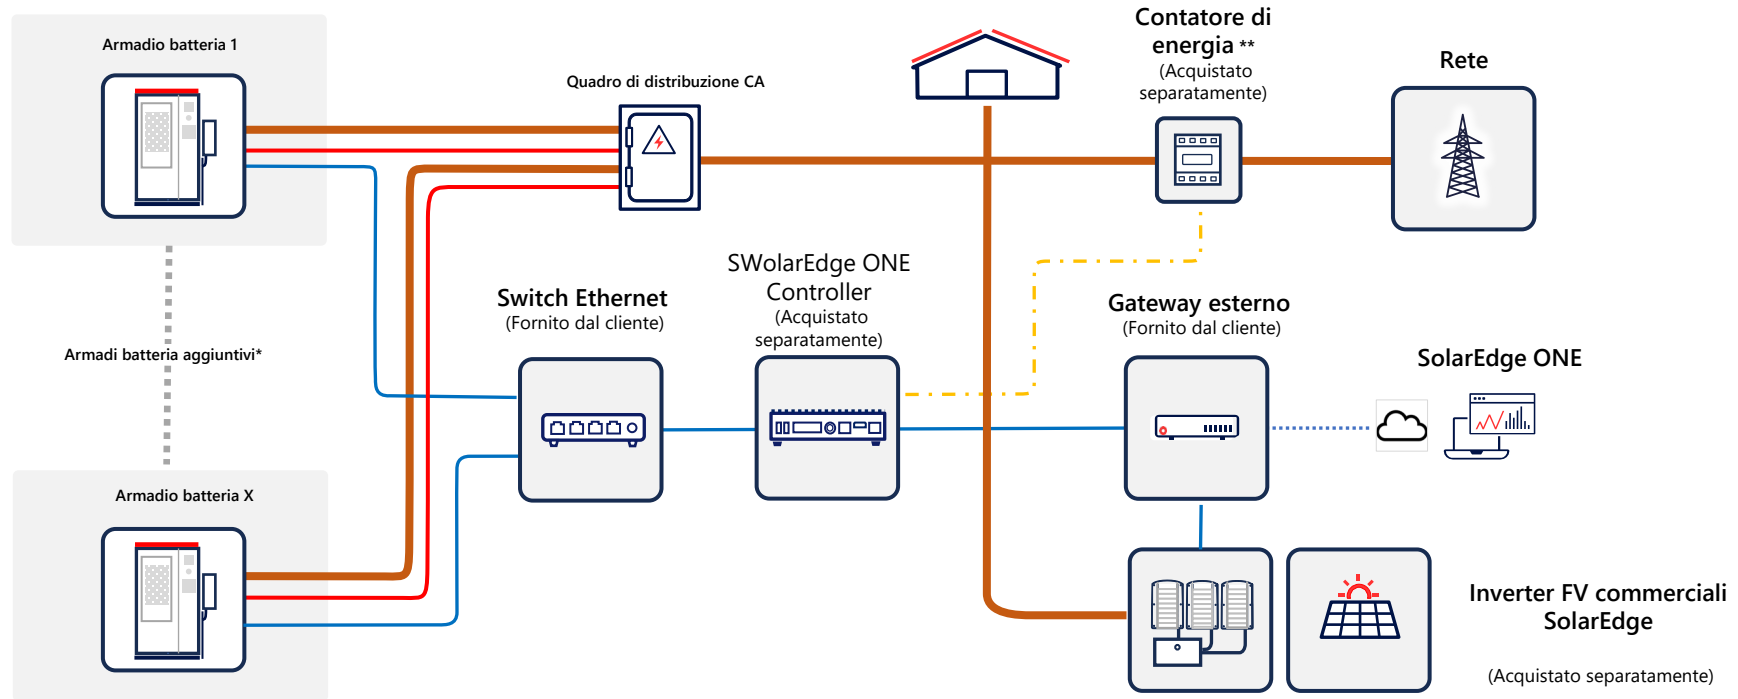 Armadio batteria 1
Quadro di distribuzione CA
Contatore di
energia **
(Acquistato
separatamente)
Rete
SWolarEdge ONE
Controller
(Acquistato
separatamente)
Switch Ethernet
(Fornito dal cliente)
Gateway esterno
(Fornito dal cliente)
Armadi batteria aggiuntivi*
SolarEdge ONE
Armadio batteria X
Inverter FV commerciali
SolarEdge
(Acquistato separatamente)